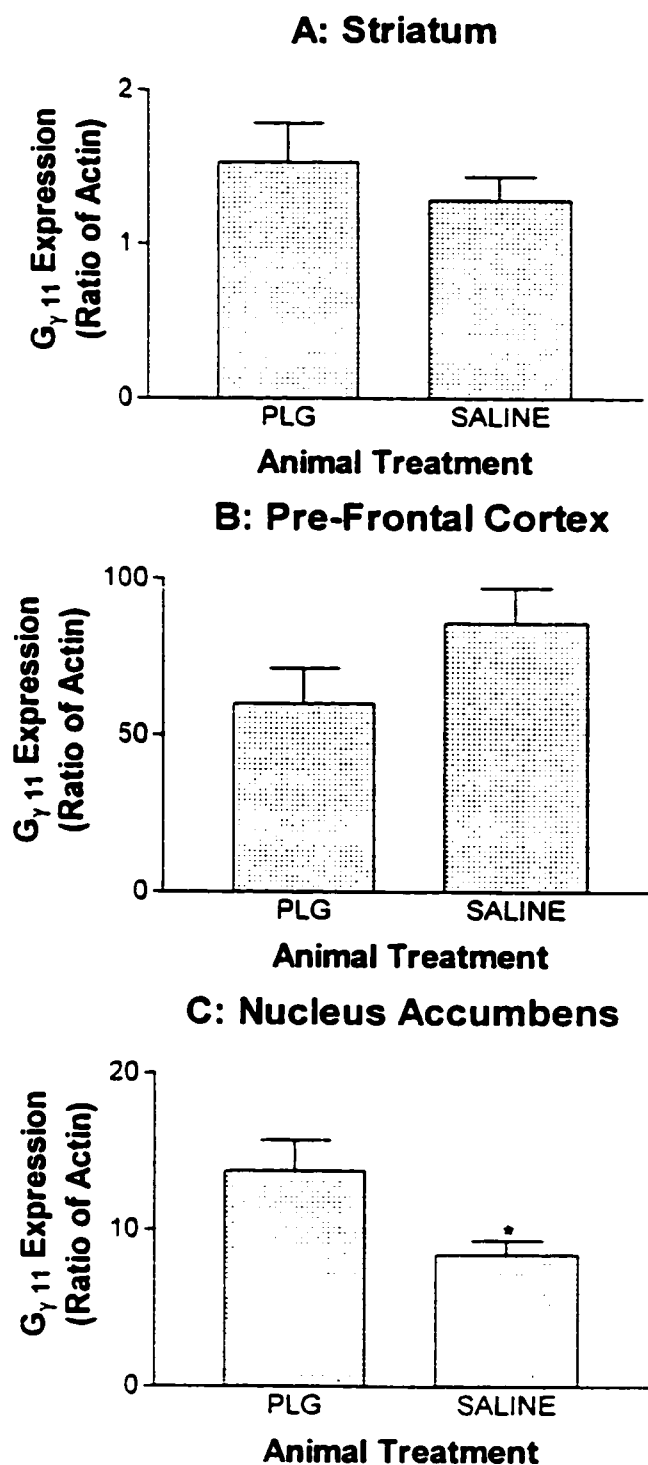 A: Striatum
Gγ 11 Expression
(Ratio of Actin)
2
1
0
PLG SALINE
Animal Treatment
B: Pre-Frontal Cortex
Gγ 11 Expression
(Ratio of Actin)
100
50
0
PLG SALINE
Animal Treatment
C: Nucleus Accumbens
Gγ 11 Expression
(Ratio of Actin)
20
10
0
*
PLG SALINE
Animal Treatment